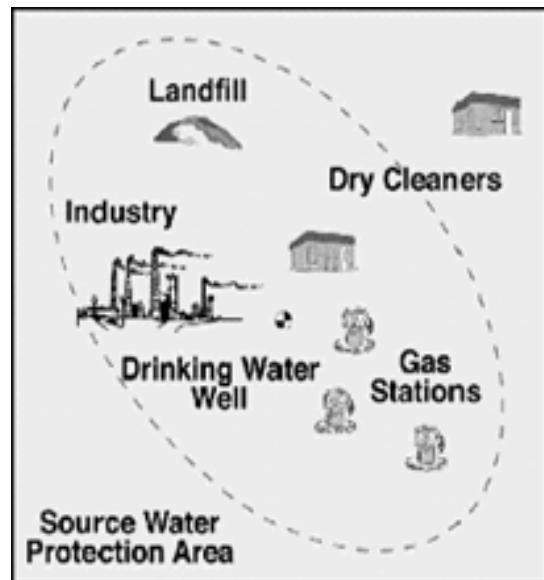 Landfill
Dry Cleaners
Industry
Drinking Water
Well
Gas
Stations
Source Water
Protection Area